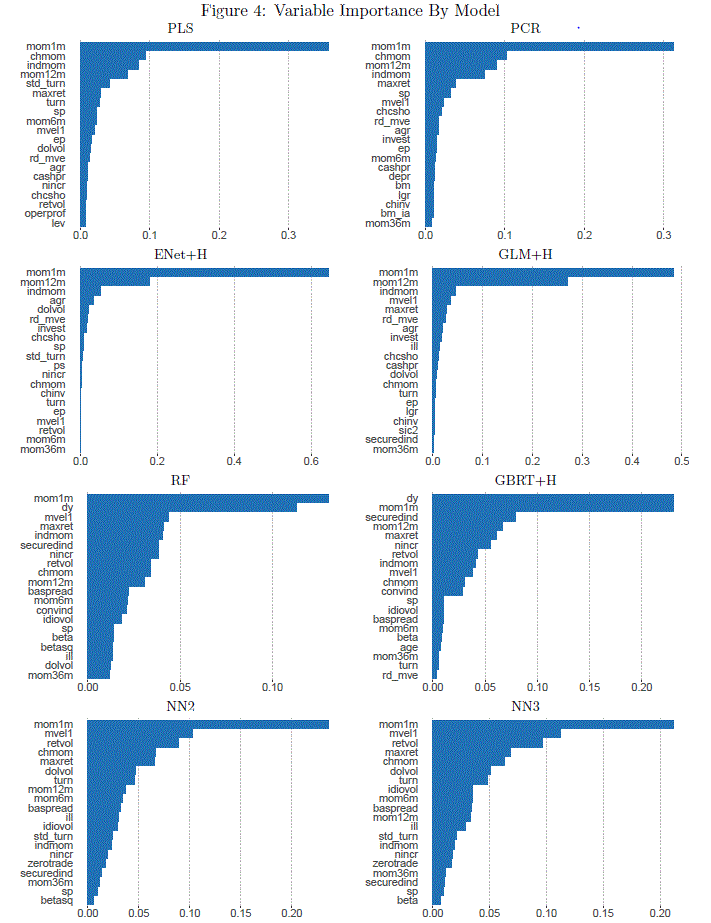 Figure 4: Variable Importance By Model
PLS
mom1m
chmom
indmom
mom12m
std_turn
maxret
turn
sp
mom6m
mvel1
ep
dolvol
rd_mve
agr
cashpr
nincr
chcsho
retvol
operprof
lev
0.0 0.1 0.2 0.3
PCR
mom1m
chmom
mom12m
indmom
maxret
sp
mvel1
chcsho
rd_mve
agr
invest
ep
mom6m
cashpr
depr
bm
lgr
chinv
bm_ia
mom36m
0.0 0.1 0.2 0.3
ENet+H
mom1m
mom12m
indmom
agr
dolvol
rd_mve
invest
chcsho
sp
std_turn
ps
nincr
chmom
chinv
turn
ep
mvel1
retvol
mom6m
mom36m
0.0 0.2 0.4 0.6
GLM+H
mom1m
mom12m
indmom
mvel1
maxret
rd_mve
agr
invest
ill
chcsho
cashpr
dolvol
chmom
turn
ep
lgr
chinv
sic2
securedind
mom36m
0.0 0.1 0.2 0.3 0.4 0.5
RF
mom1m
dy
mvel1
maxret
indmom
securedind
nincr
retvol
chmom
mom12m
baspread
mom6m
convind
idiovol
sp
beta
betasq
ill
dolvol
mom36m
0.00 0.05 0.10
GBRT+H
dy
mom1m
securedind
mom12m
maxret
nincr
retvol
indmom
mvel1
chmom
convind
sp
idiovol
baspread
mom6m
beta
age
mom36m
turn
rd_mve
0.00 0.05 0.10 0.15 0.20
NN2
mom1m
mvel1
retvol
chmom
maxret
dolvol
turn
mom12m
mom6m
baspread
ill
idiovol
std_turn
indmom
nincr
zerotrade
securedind
mom36m
sp
betasq
0.00 0.05 0.10 0.15 0.20
NN3
mom1m
mvel1
retvol
maxret
chmom
dolvol
turn
idiovol
mom6m
baspread
mom12m
ill
std_turn
indmom
nincr
zerotrade
mom36m
securedind
sp
beta
0.00 0.05 0.10 0.15 0.20